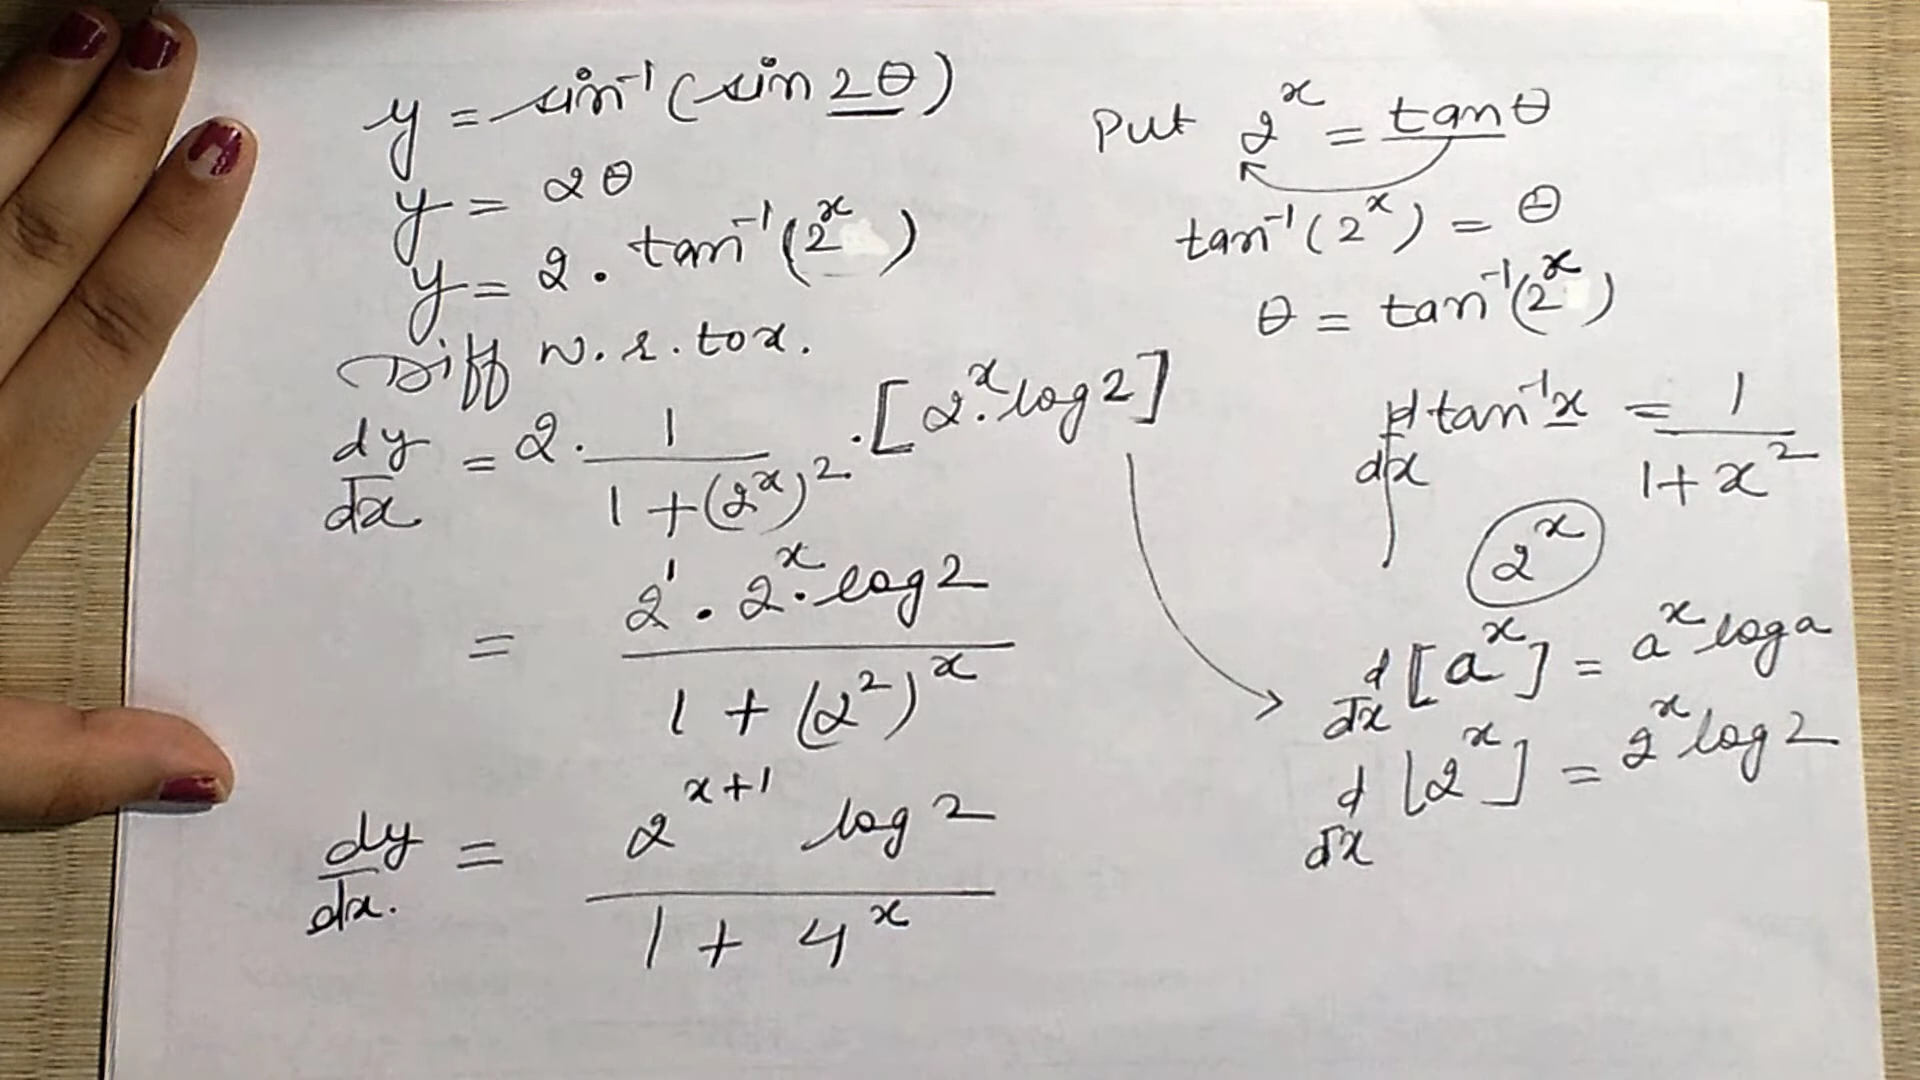 y = sin⁻¹(sin 2θ)
y = 2θ
y = 2 · tan⁻¹(2ˣ)
Diff w.r.to x.
dy/dx = 2 · 1/(1 + (2ˣ)²) · [2ˣ · log 2]
= (2¹ · 2ˣ · log 2)/(1 + (2²)ˣ)
dy/dx = (2ˣ⁺¹ log 2)/(1 + 4ˣ)
Put 2ˣ = tan θ
tan⁻¹(2ˣ) = θ
θ = tan⁻¹(2ˣ)
d/dx tan⁻¹x = 1/(1 + x²)
2ˣ
d/dx [aˣ] = aˣ log a
d/dx [2ˣ] = 2ˣ log 2